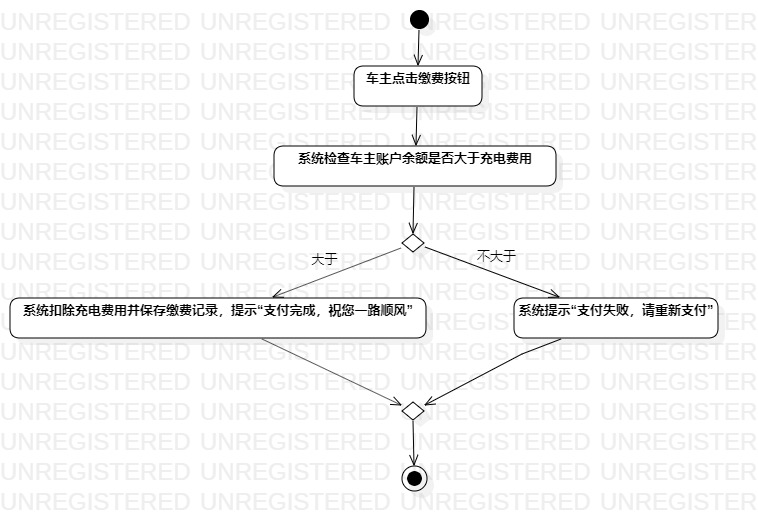 UNREGISTERED UNREGISTERED UNREGISTERED UNREGISTERED
车主点击缴费按钮
系统检查车主账户余额是否大于充电费用
大于
不大于
系统扣除充电费用并保存缴费记录，提示“支付完成，祝您一路顺风”
系统提示“支付失败，请重新支付”